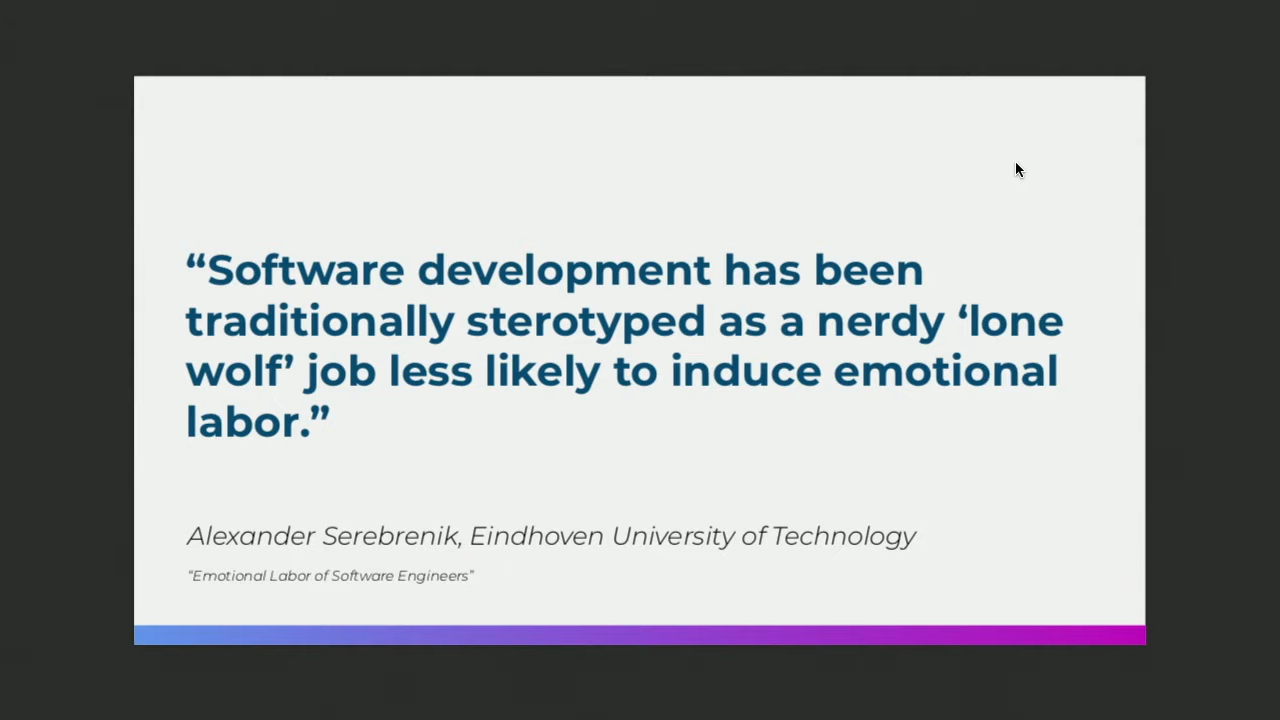 “Software development has been
traditionally sterotyped as a nerdy ‘lone
wolf’ job less likely to induce emotional
labor.”
Alexander Serebrenik, Eindhoven University of Technology
“Emotional Labor of Software Engineers”